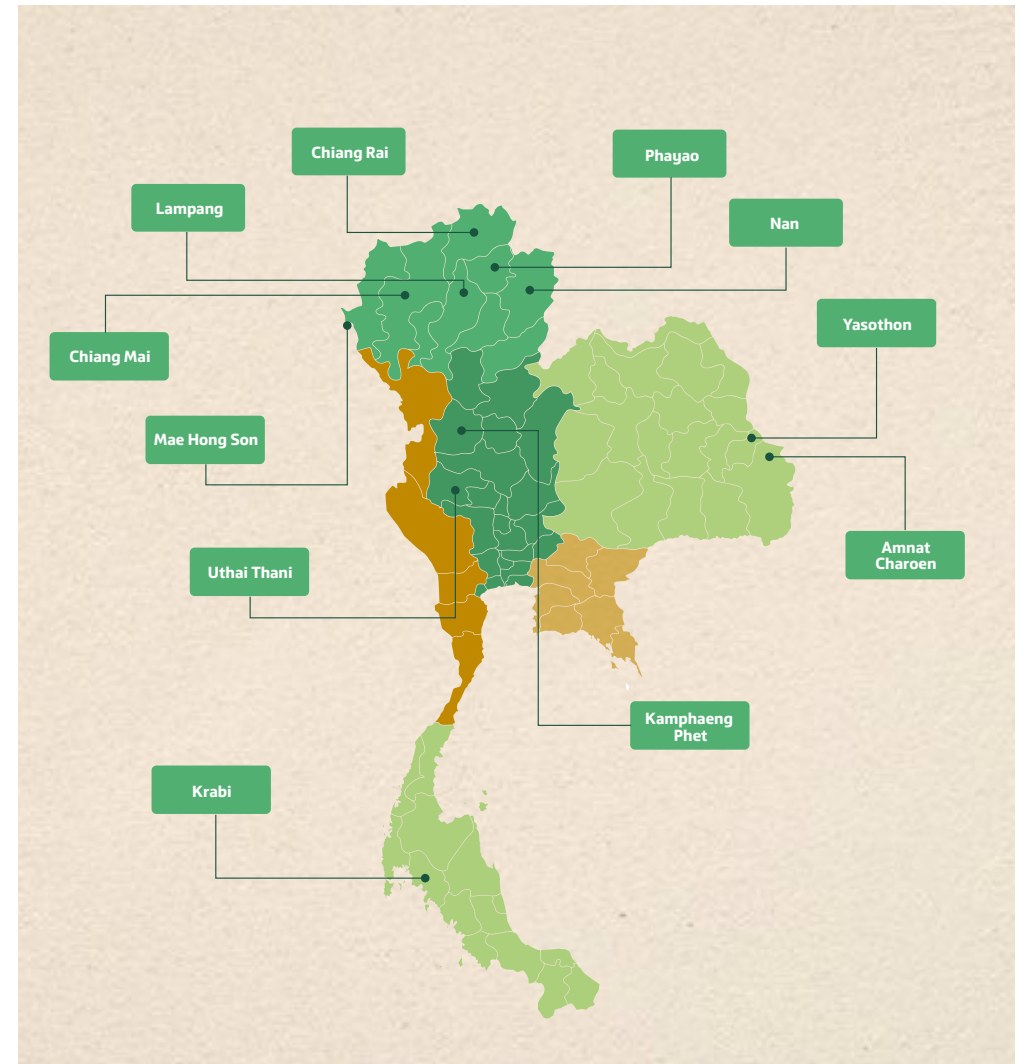 Chiang Rai
Phayao
Lampang
Nan
Yasothon
Chiang Mai
Mae Hong Son
Amnat
Charoen
Uthai Thani
Kamphaeng
Phet
Krabi